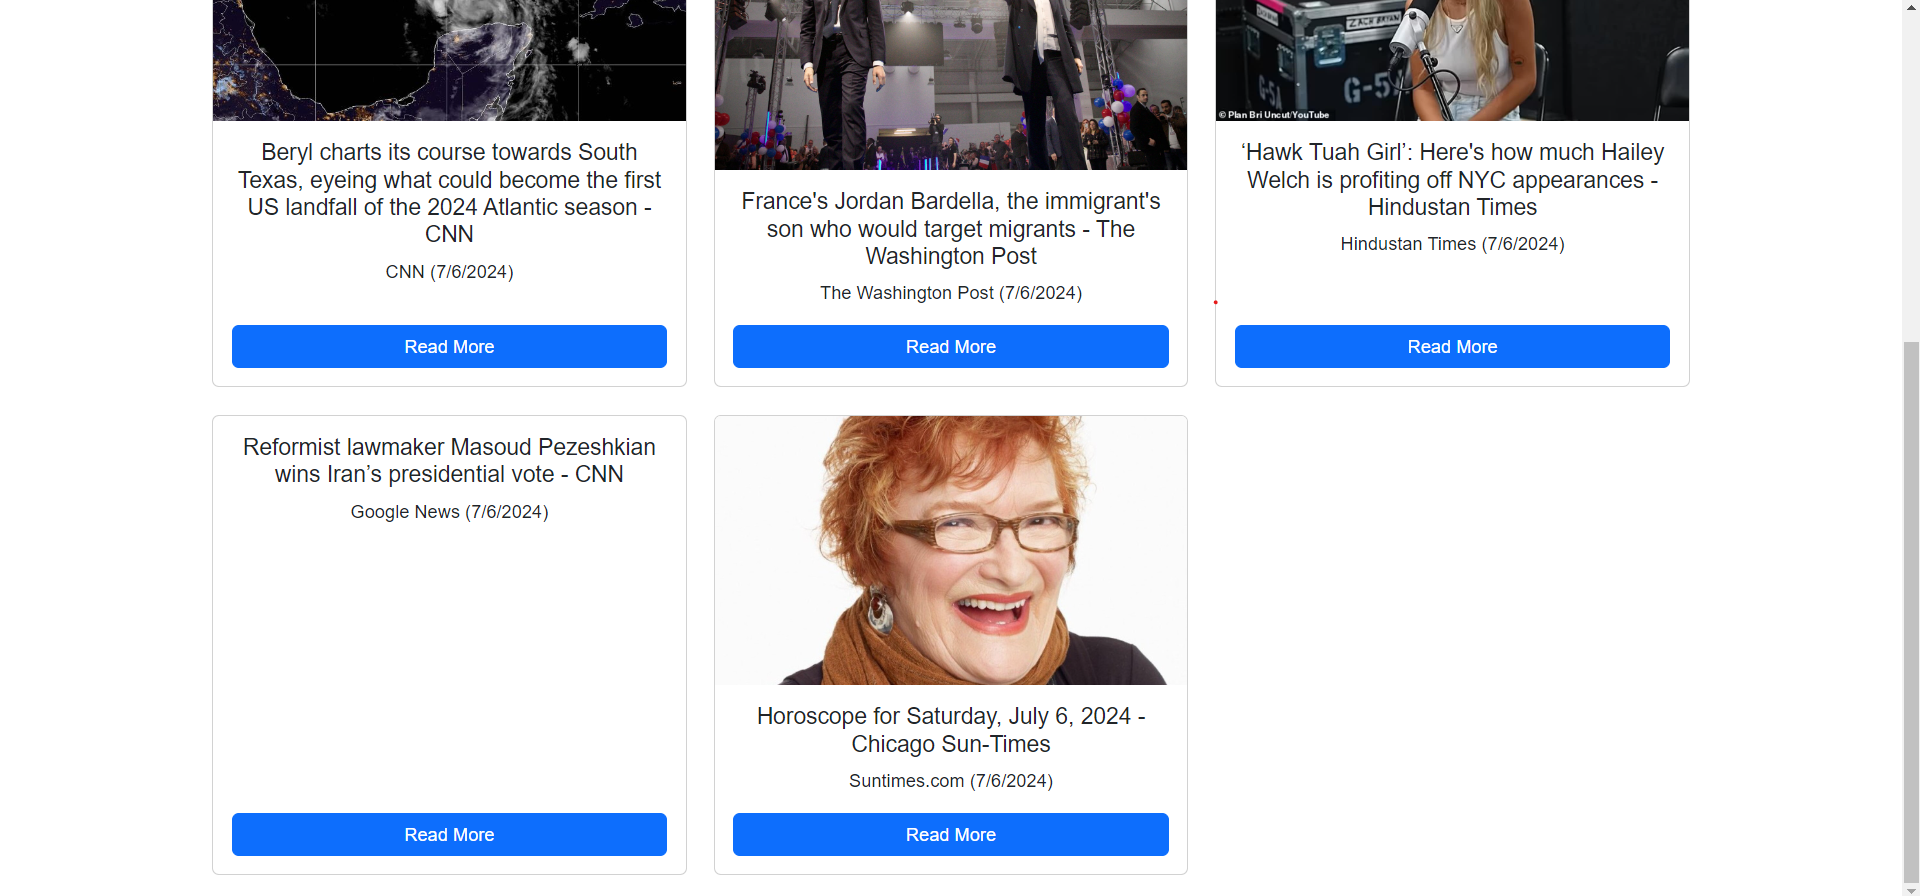 ZACH BRYAN
G-5A
G-5
© Plan Bri Uncut/YouTube
Beryl charts its course towards South
Texas, eyeing what could become the first
US landfall of the 2024 Atlantic season -
CNN
CNN (7/6/2024)
Read More
France's Jordan Bardella, the immigrant's
son who would target migrants - The
Washington Post
The Washington Post (7/6/2024)
Read More
‘Hawk Tuah Girl’: Here's how much Hailey
Welch is profiting off NYC appearances -
Hindustan Times
Hindustan Times (7/6/2024)
Read More
Reformist lawmaker Masoud Pezeshkian
wins Iran’s presidential vote - CNN
Google News (7/6/2024)
Read More
Horoscope for Saturday, July 6, 2024 -
Chicago Sun-Times
Suntimes.com (7/6/2024)
Read More